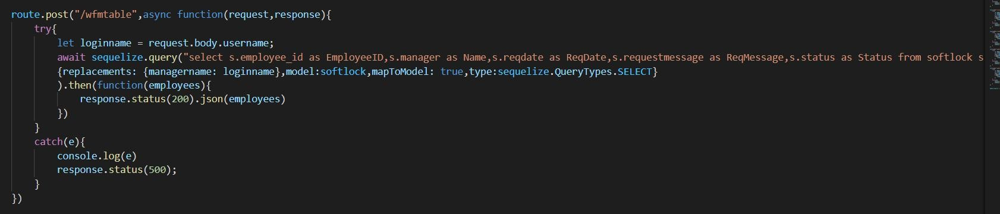 route.post("/wfmtable",async function(request,response){
try{
let loginname = request.body.username;
await sequelize.query("select s.employee_id as EmployeeID,s.manager as Name,s.reqdate as ReqDate,s.requestmessage as ReqMessage,s.status as Status from softlock s
{replacements: {managername: loginname},model:softlock,mapToModel: true,type:sequelize.QueryTypes.SELECT}
).then(function(employees){
response.status(200).json(employees)
})
}
catch(e){
console.log(e)
response.status(500);
}
})